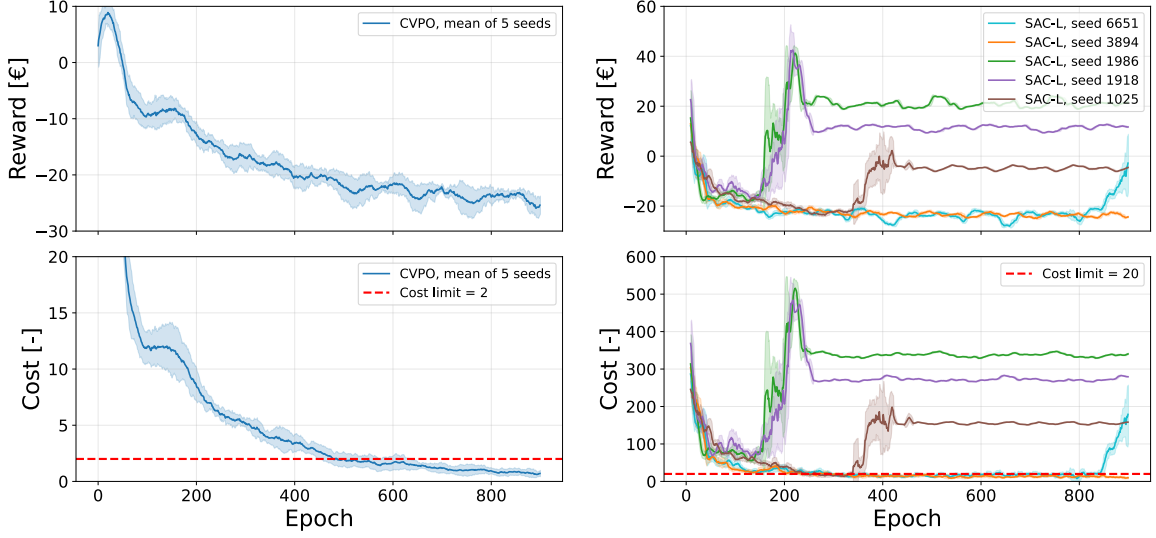 10
0
−10
−20
−30
Reward [€]
CVPO, mean of 5 seeds
60
40
20
0
−20
Reward [€]
SAC-L, seed 6651
SAC-L, seed 3894
SAC-L, seed 1986
SAC-L, seed 1918
SAC-L, seed 1025
20
15
10
5
0
Cost [-]
CVPO, mean of 5 seeds
Cost limit = 2
0
200
400
600
800
Epoch
600
500
400
300
200
100
0
Cost [-]
Cost limit = 20
0
200
400
600
800
Epoch